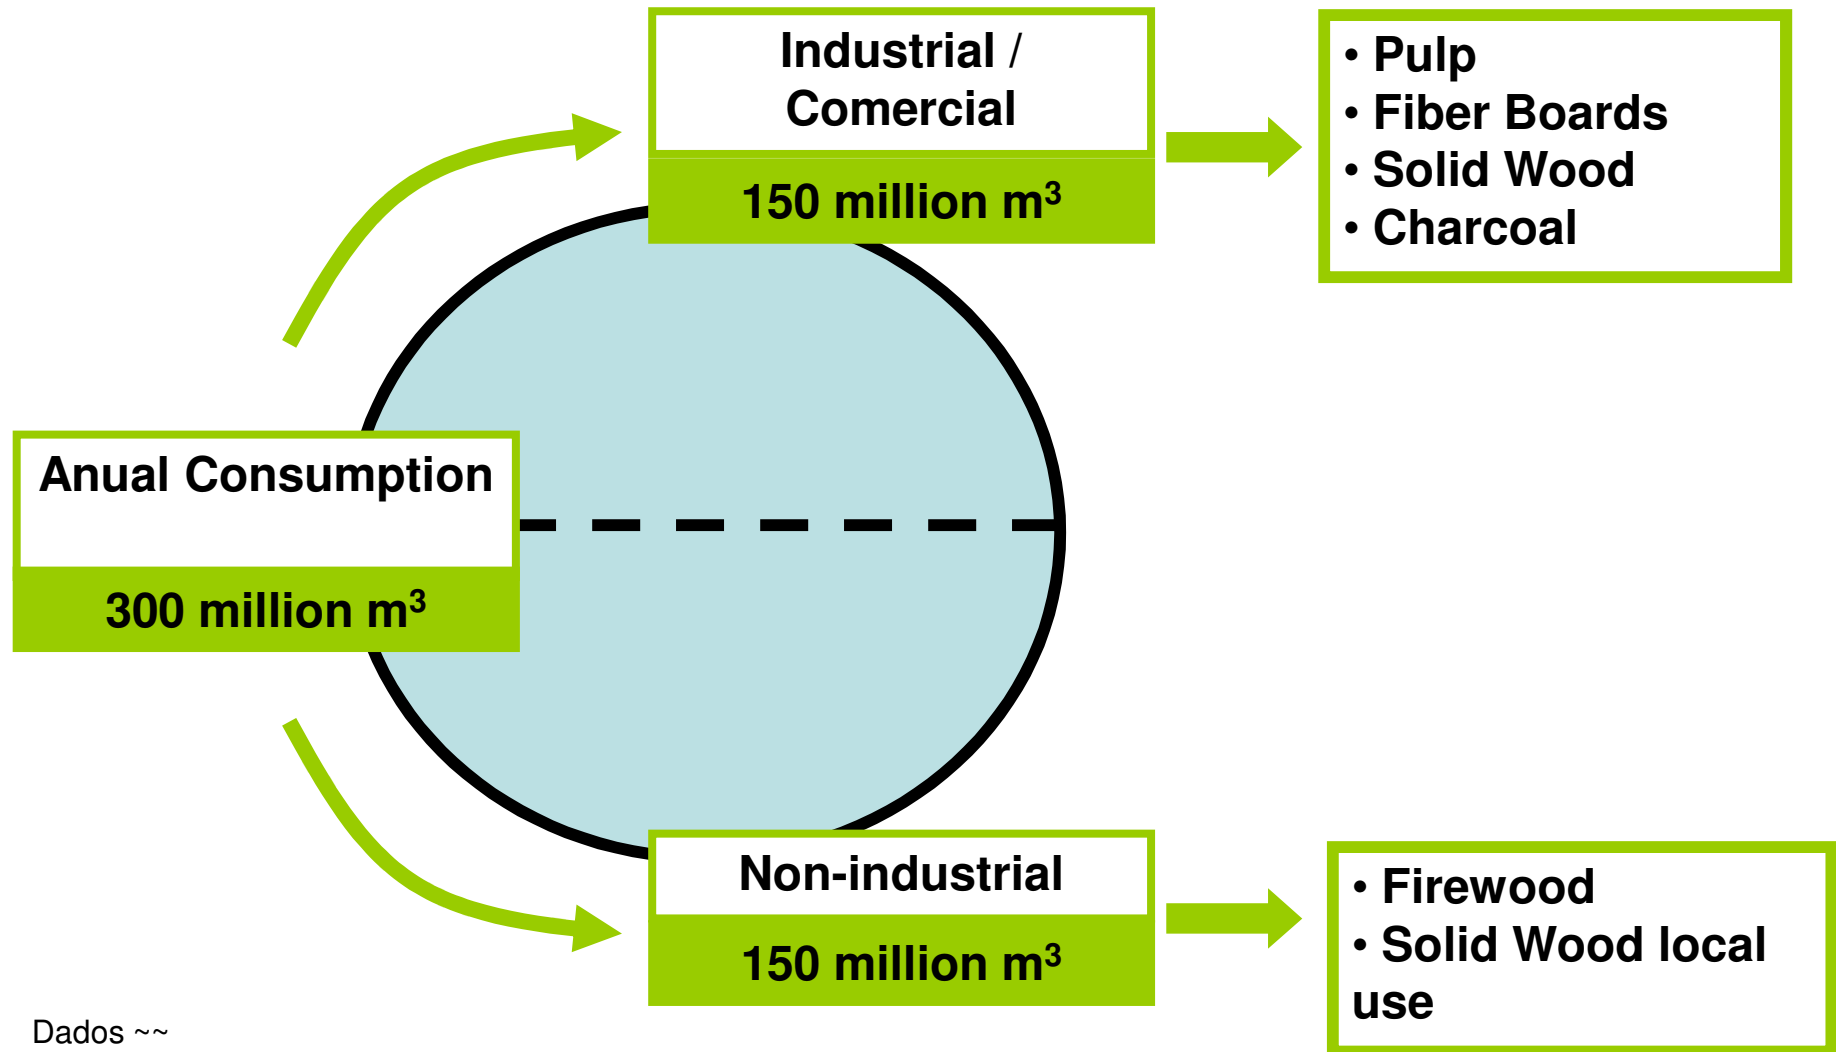 Industrial /
Comercial
150 million m³
• Pulp
• Fiber Boards
• Solid Wood
• Charcoal
Anual Consumption
300 million m³
Non-industrial
150 million m³
• Firewood
• Solid Wood local
use
Dados ~~